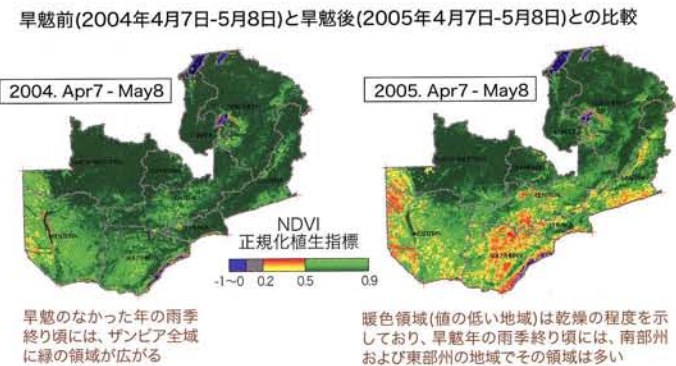 旱魃前(2004年4月7日-5月8日)と旱魃後(2005年4月7日-5月8日)との比較
2004. Apr7 - May8
2005. Apr7 - May8
NDVI
正規化植生指標
-1〜0 0.2 0.5 0.9
旱魃のなかった年の雨季
終り頃には、ザンビア全域
に緑の領域が広がる
暖色領域(値の低い地域)は乾燥の程度を示
しており、旱魃年の雨季終り頃には、南部州
および東部州の地域でその領域は多い